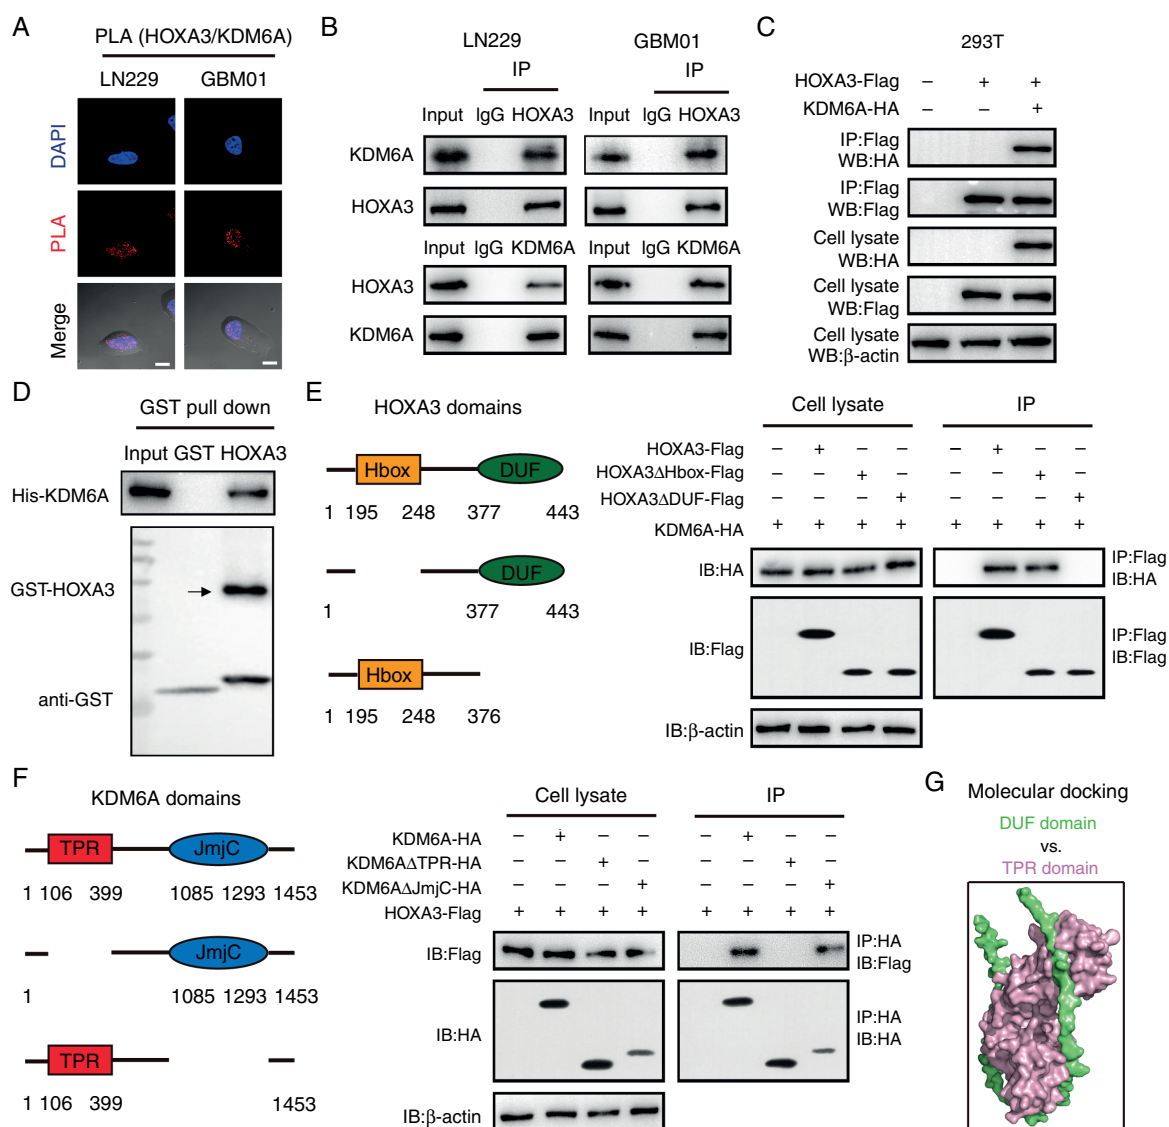 A
PLA (HOXA3/KDM6A)
LN229 GBM01
DAPI
PLA
Merge
B
LN229 GBM01
IP IP
Input IgG HOXA3 Input IgG HOXA3
KDM6A
HOXA3
Input IgG KDM6A Input IgG KDM6A
HOXA3
KDM6A
C
293T
HOXA3-Flag – + +
KDM6A-HA – – +
IP:Flag
WB:HA
IP:Flag
WB:Flag
Cell lysate
WB:HA
Cell lysate
WB:Flag
Cell lysate
WB:β-actin
D
GST pull down
Input GST HOXA3
His-KDM6A
GST-HOXA3
anti-GST
E
HOXA3 domains
Hbox DUF
1 195 248 377 443
DUF
1 377 443
Hbox
1 195 248 376
Cell lysate IP
HOXA3-Flag – + – – – + – –
HOXA3ΔHbox-Flag – – + – – – + –
HOXA3ΔDUF-Flag – – – + – – – +
KDM6A-HA + + + + + + + +
IB:HA
IP:Flag
IB:HA
IB:Flag
IP:Flag
IB:Flag
IB:β-actin
F
KDM6A domains
TPR JmjC
1 106 399 1085 1293 1453
JmjC
1 1085 1293 1453
TPR
1 106 399 1453
Cell lysate IP
KDM6A-HA – + – – – + – –
KDM6AΔTPR-HA – – + – – – + –
KDM6AΔJmjC-HA – – – + – – – +
HOXA3-Flag + + + + + + + +
IB:Flag
IP:HA
IB:Flag
IB:HA
IP:HA
IB:HA
IB:β-actin
G
Molecular docking
DUF domain
vs.
TPR domain